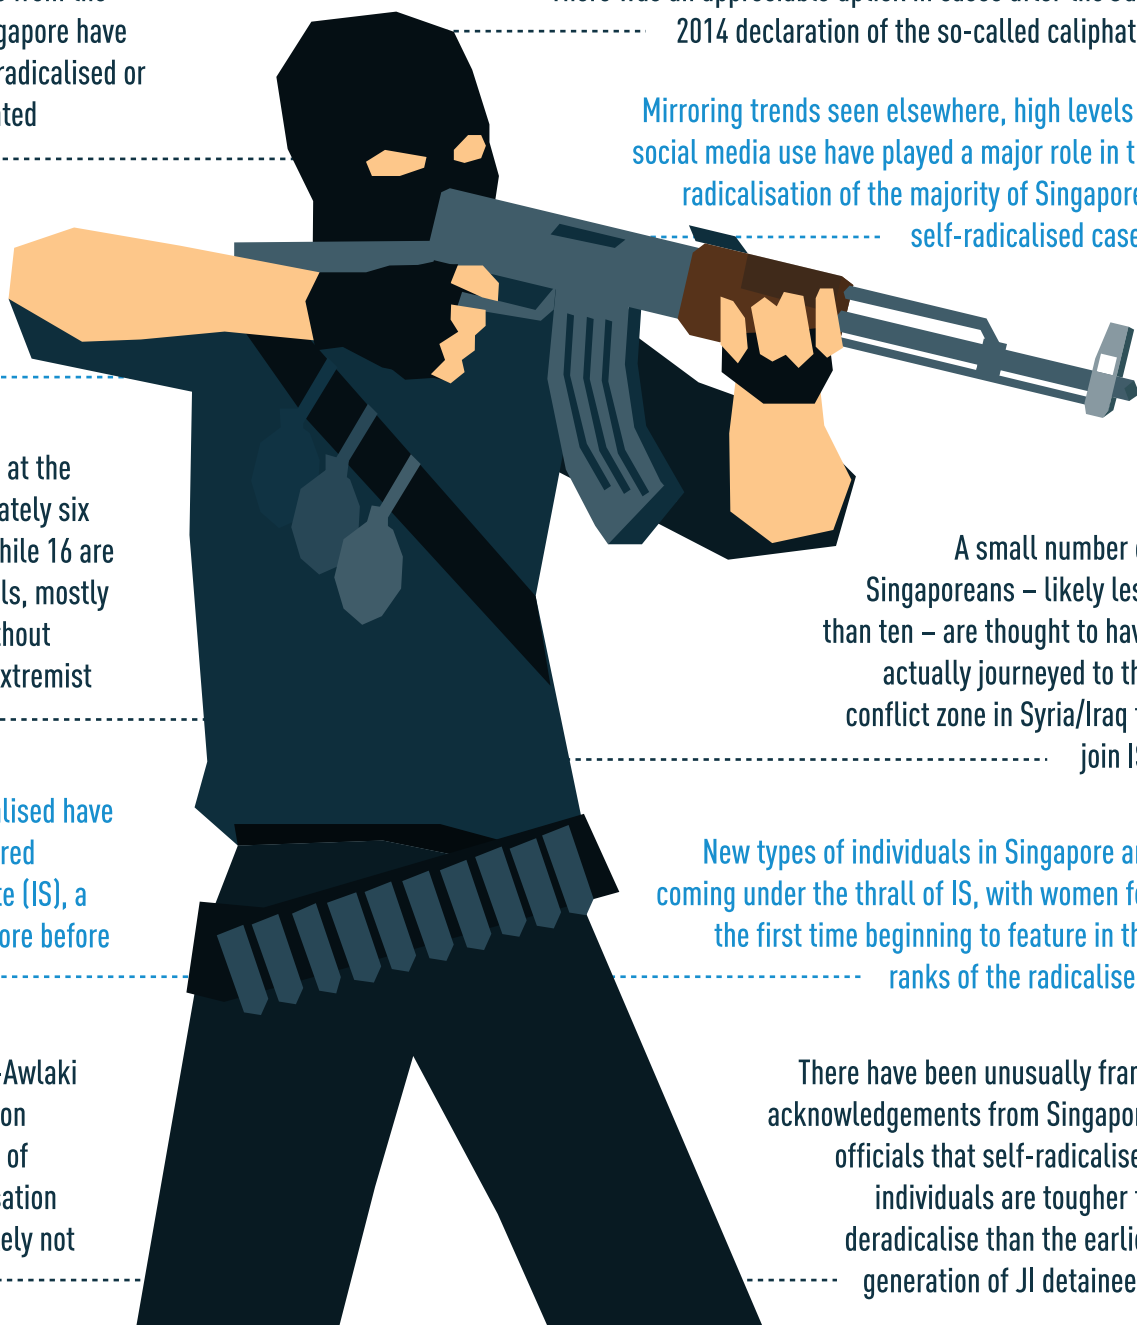 from the
gapore have
radicalised or
ated
at the
ately six
hile 16 are
ls, mostly
hout
xtremist
lised have
red
te (IS), a
ore before
-Awlaki
on
of
sation
ely not
2014 declaration of the so-called caliphat
Mirroring trends seen elsewhere, high levels
social media use have played a major role in t
radicalisation of the majority of Singapore
self-radicalised case
A small number
Singaporeans – likely les
than ten – are thought to hav
actually journeyed to th
conflict zone in Syria/Iraq
join IS
New types of individuals in Singapore ar
coming under the thrall of IS, with women fo
the first time beginning to feature in th
ranks of the radicalise
There have been unusually fran
acknowledgements from Singapor
officials that self-radicalise
individuals are tougher
deradicalise than the earlie
generation of JI detainee